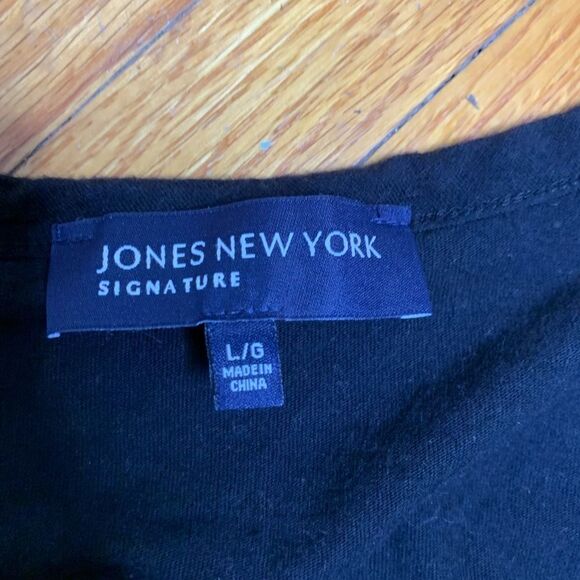 JONES NEW YORK
SIGNATURE
L/G
MADE IN
CHINA